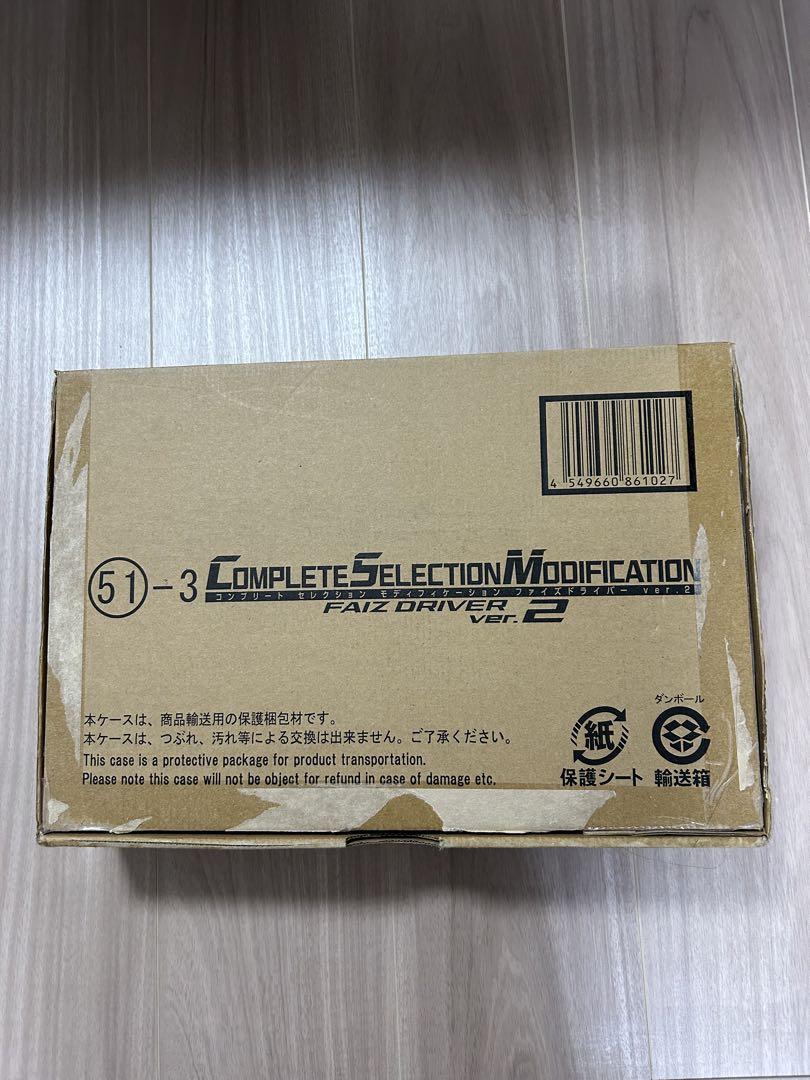 4 549660 861027
51-3 COMPLETE SELECTION MODIFICATION
コンプリート セレクション モディフィケーション ファイズドライバー ver.2
FAIZ DRIVER
ver.2
本ケースは、商品輸送用の保護梱包材です。
本ケースは、つぶれ、汚れ等による交換は出来ません。ご了承ください。
This case is a protective package for product transportation.
Please note this case will not be object for refund in case of damage etc.
紙
保護シート
ダンボール
輸送箱